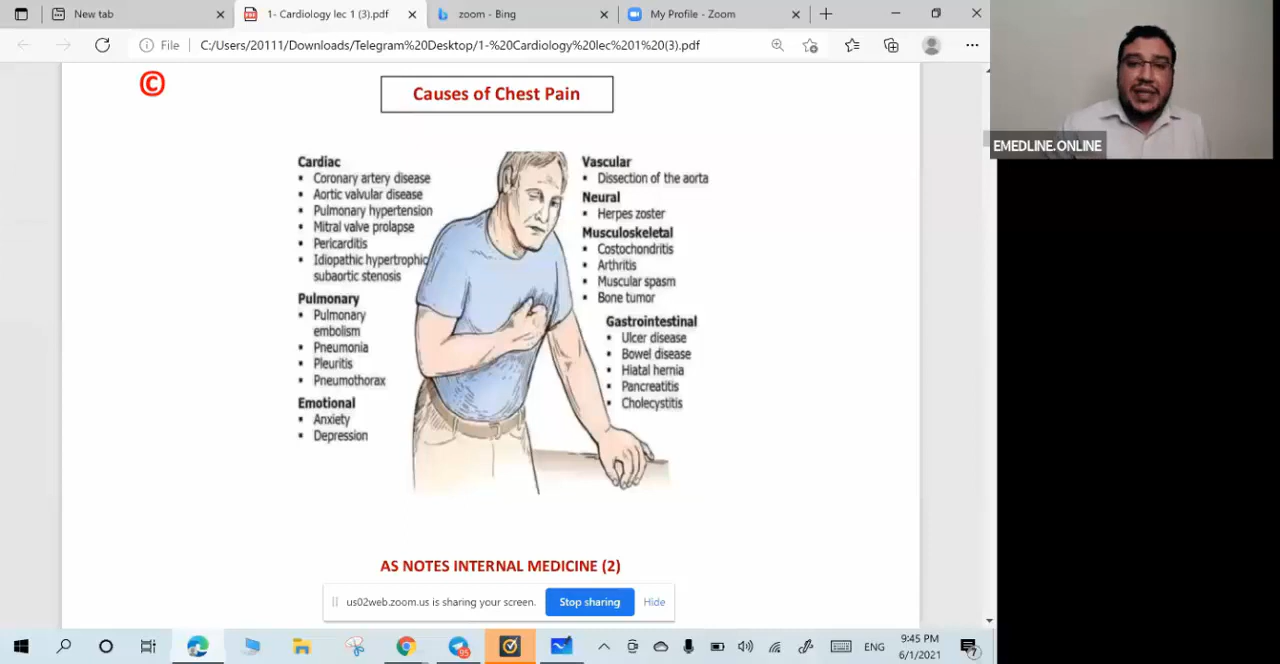 New tab
1- Cardiology lec 1 (3).pdf
zoom - Bing
My Profile - Zoom
File
C:/Users/20111/Downloads/Telegram%20Desktop/1-%20Cardiology%20lec%201%20(3).pdf
©
Causes of Chest Pain
Cardiac
Coronary artery disease
Aortic valvular disease
Pulmonary hypertension
Mitral valve prolapse
Pericarditis
Idiopathic hypertrophic
subaortic stenosis
Pulmonary
Pulmonary
embolism
Pneumonia
Pleuritis
Pneumothorax
Emotional
Anxiety
Depression
Vascular
Dissection of the aorta
Neural
Herpes zoster
Musculoskeletal
Costochondritis
Arthritis
Muscular spasm
Bone tumor
Gastrointestinal
Ulcer disease
Bowel disease
Hiatal hernia
Pancreatitis
Cholecystitis
EMEDLINE.ONLINE
AS NOTES INTERNAL MEDICINE (2)
us02web.zoom.us is sharing your screen.
Stop sharing
Hide
ENG
9:45 PM
6/1/2021